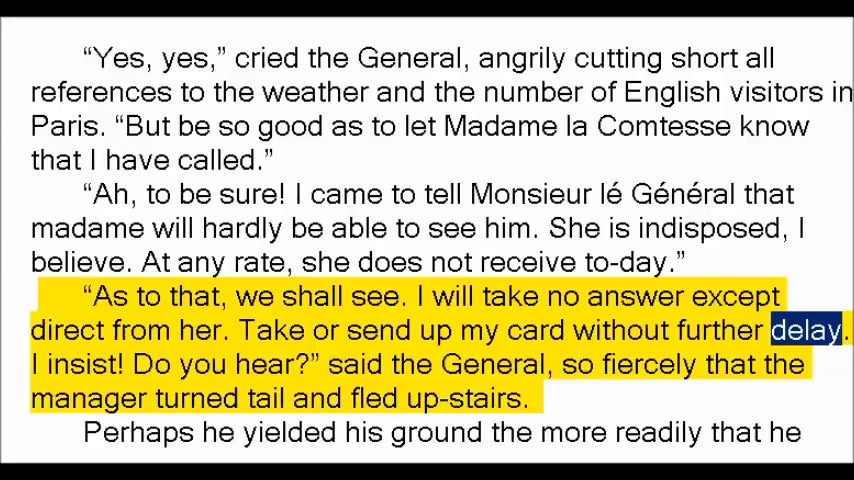 “Yes, yes,” cried the General, angrily cutting short all
references to the weather and the number of English visitors in
Paris. “But be so good as to let Madame la Comtesse know
that I have called.”
“Ah, to be sure! I came to tell Monsieur lé Général that
madame will hardly be able to see him. She is indisposed, I
believe. At any rate, she does not receive to-day.”
“As to that, we shall see. I will take no answer except
direct from her. Take or send up my card without further delay.
I insist! Do you hear?” said the General, so fiercely that the
manager turned tail and fled up-stairs.
Perhaps he yielded his ground the more readily that he